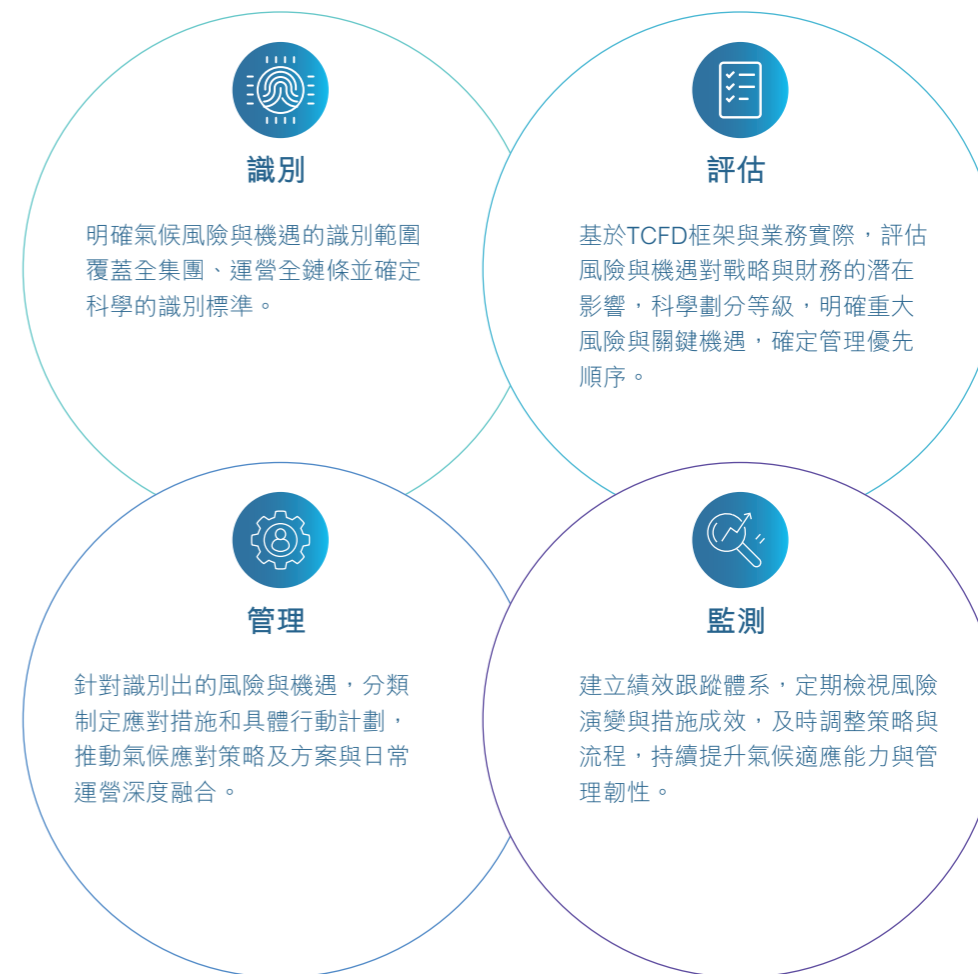 識別
明確氣候風險與機遇的識別範圍
覆蓋全集團、運營全鏈條並確定
科學的識別標準。
評估
基於TCFD框架與業務實際，評估
風險與機遇對戰略與財務的潛在
影響，科學劃分等級，明確重大
風險與關鍵機遇，確定管理優先
順序。
管理
針對識別出的風險與機遇，分類
制定應對措施和具體行動計劃，
推動氣候應對策略及方案與日常
運營深度融合。
監測
建立績效跟蹤體系，定期檢視風險
演變與措施成效，及時調整策略與
流程，持續提升氣候適應能力與管
理韌性。